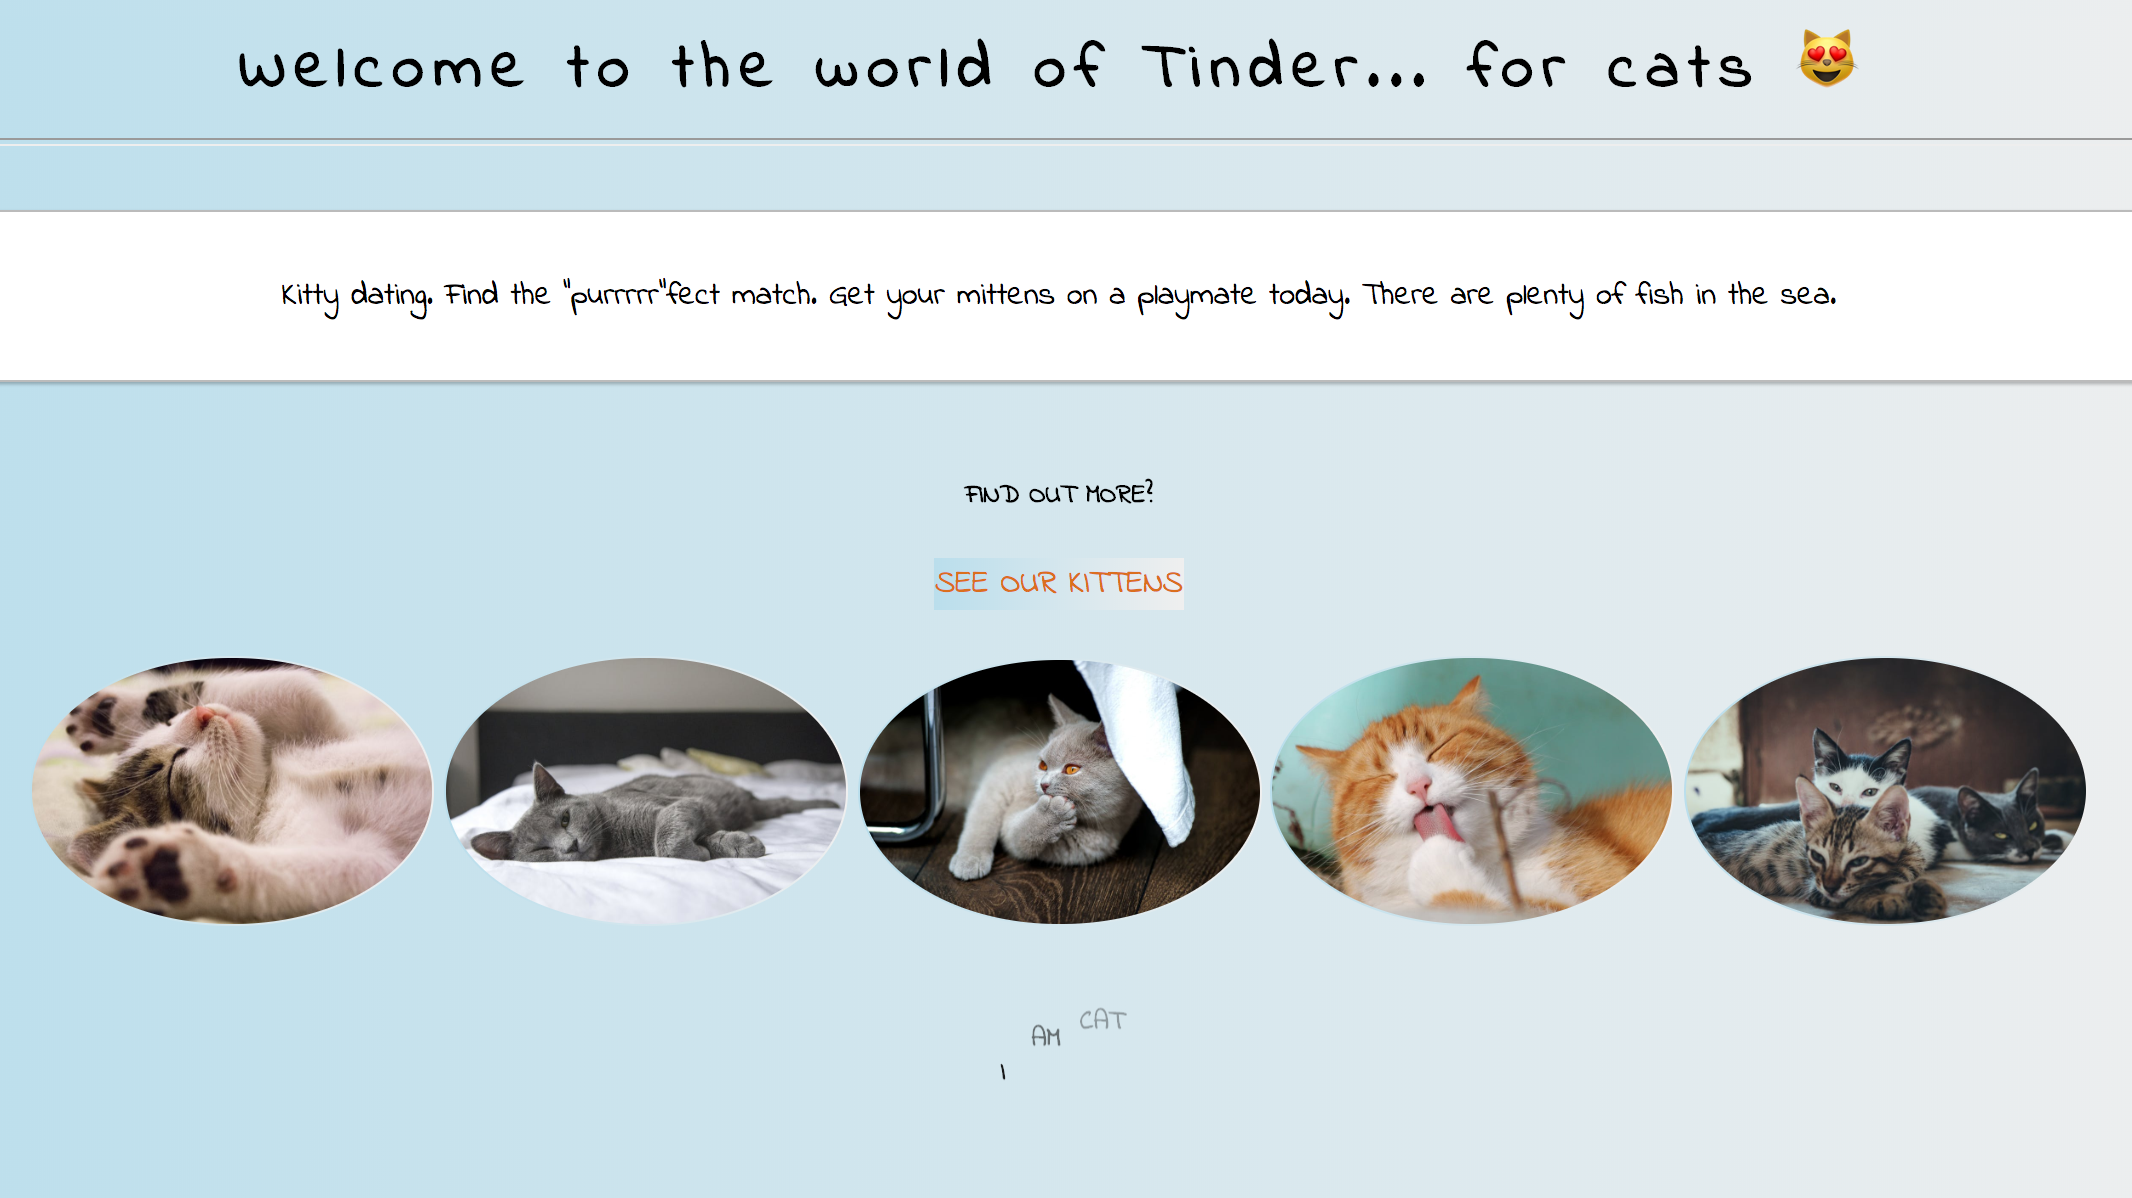 Welcome to the world of Tinder... for cats 😻
Kitty dating. Find the "purrrrr"fect match. Get your mittens on a playmate today. There are plenty of fish in the sea.
FIND OUT MORE?
SEE OUR KITTENS
I AM CAT